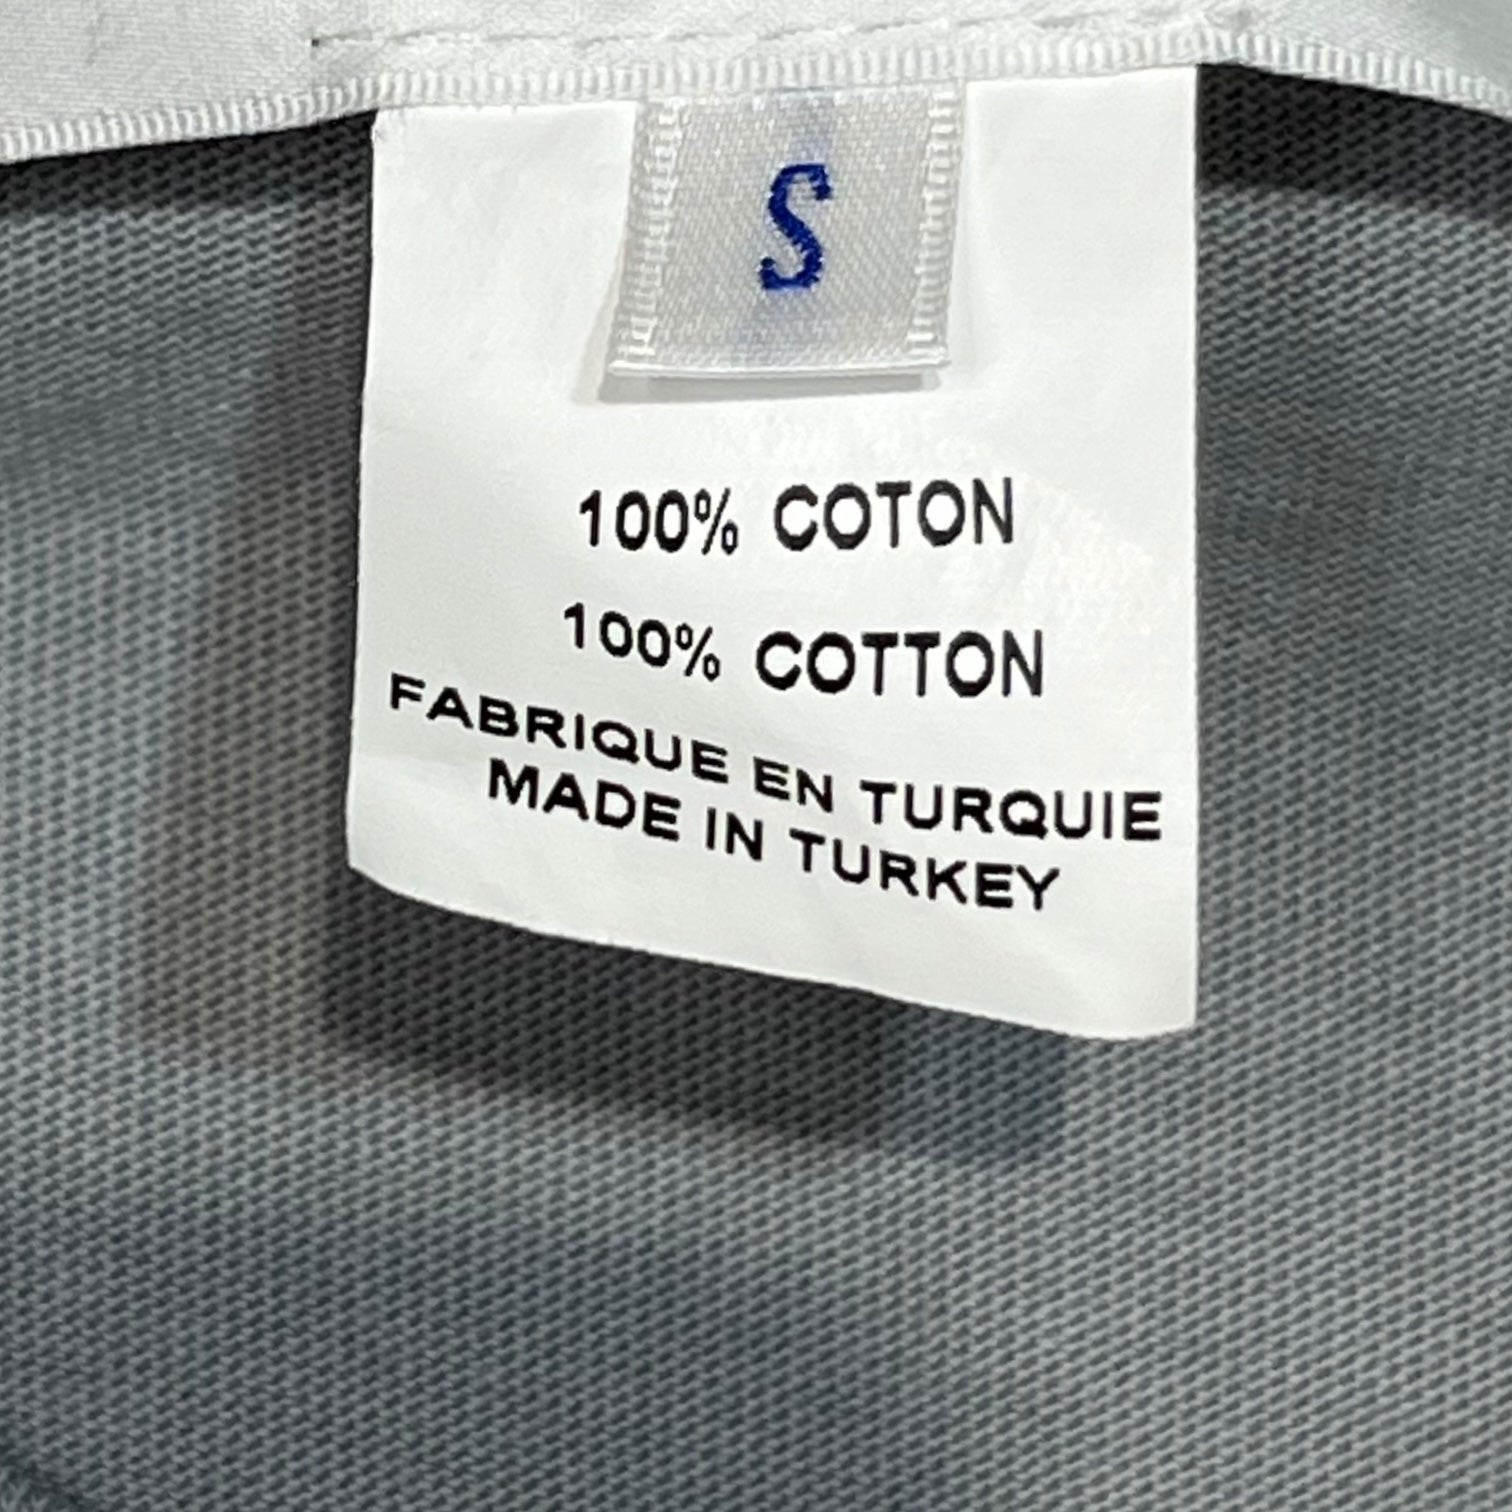 S
100% COTON
100% COTTON
FABRIQUE EN TURQUIE
MADE IN TURKEY